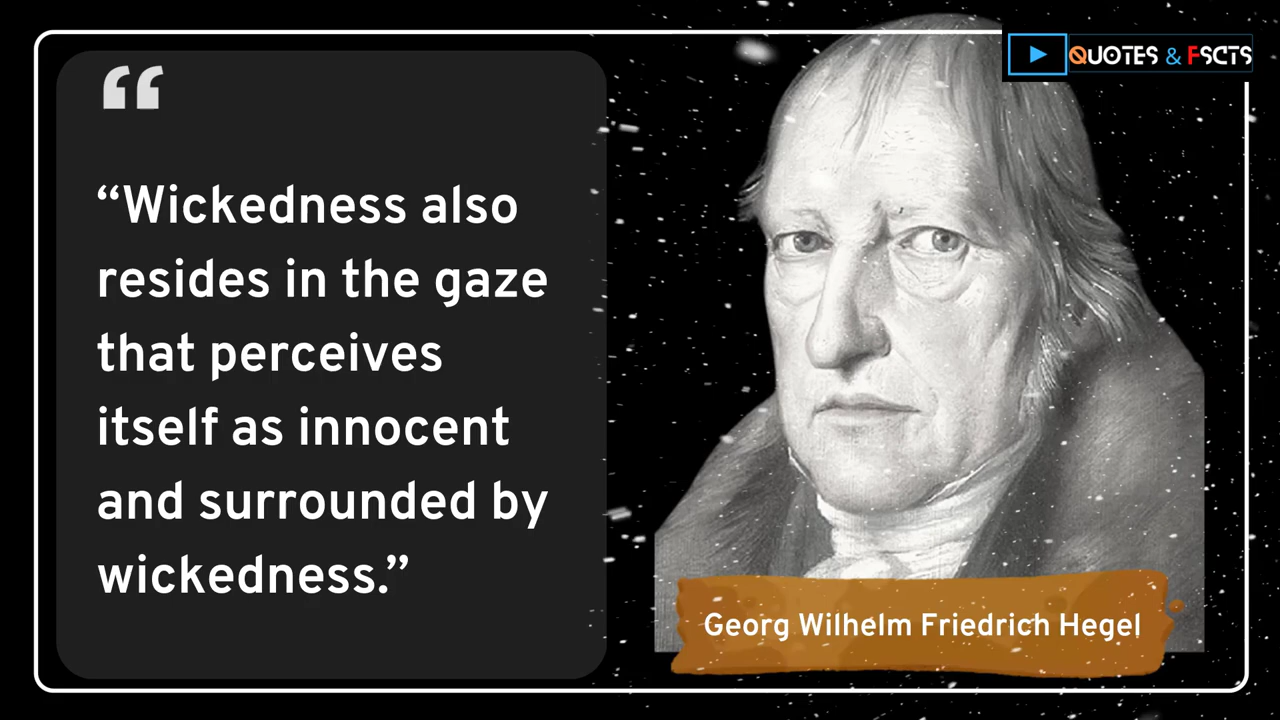 QUOTES & FSCTS
“Wickedness also
resides in the gaze
that perceives
itself as innocent
and surrounded by
wickedness.”
Georg Wilhelm Friedrich Hegel